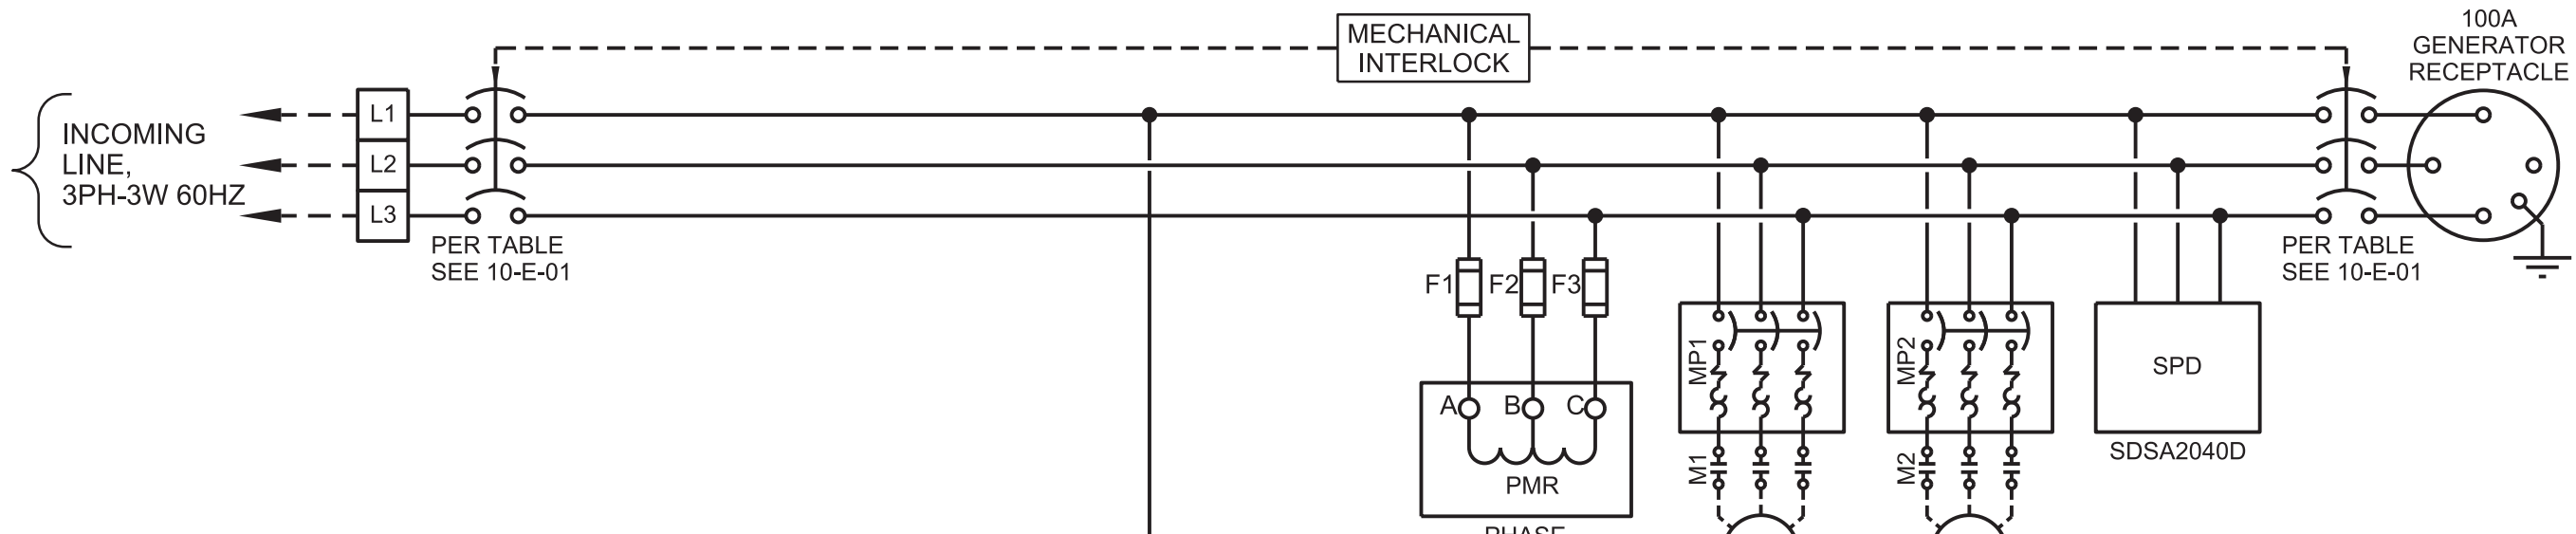 MECHANICAL
INTERLOCK
100A
GENERATOR
RECEPTACLE
INCOMING
LINE,
3PH-3W 60HZ
L1
L2
L3
PER TABLE
SEE 10-E-01
PER TABLE
SEE 10-E-01
F1
F2
F3
MP1
MP2
SPD
A
B
C
PMR
M1
M2
SDSA2040D
PHASE